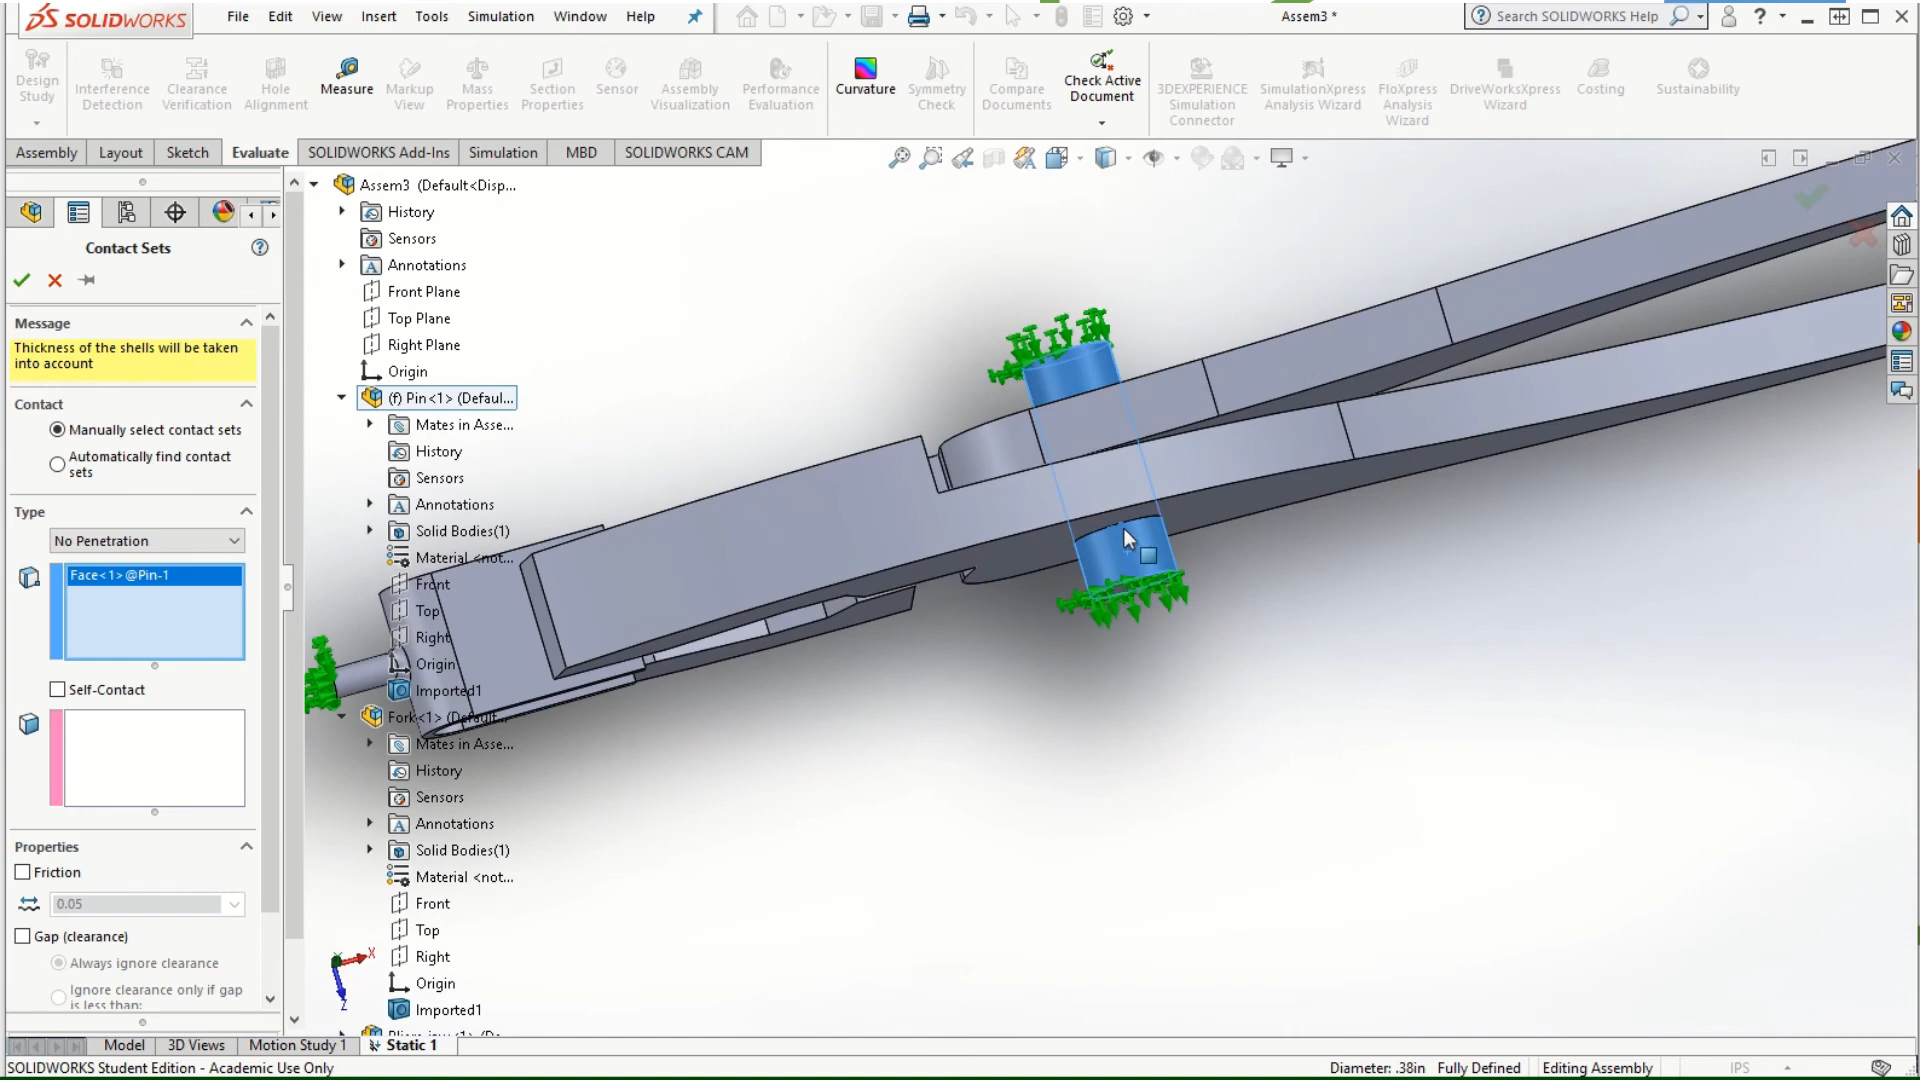 SOLIDWORKS
File Edit View Insert Tools Simulation Window Help
Assem3 *
Search SOLIDWORKS Help
Design Study
Interference Detection
Clearance Verification
Hole Alignment
Measure
Markup View
Mass Properties
Section Properties
Sensor
Assembly Visualization
Performance Evaluation
Curvature
Symmetry Check
Compare Documents
Check Active Document
3DEXPERIENCE Simulation Connector
SimulationXpress Analysis Wizard
FloXpress Analysis Wizard
DriveWorksXpress Wizard
Costing
Sustainability
Assembly Layout Sketch Evaluate SOLIDWORKS Add-Ins Simulation MBD SOLIDWORKS CAM
Contact Sets
Message
Thickness of the shells will be taken
into account
Contact
Manually select contact sets
Automatically find contact
sets
Type
No Penetration
Face<1>@Pin-1
Self-Contact
Properties
Friction
0.05
Gap (clearance)
Always ignore clearance
Ignore clearance only if gap
is less than:
Assem3 (Default<Disp...
History
Sensors
Annotations
Front Plane
Top Plane
Right Plane
Origin
(f) Pin<1> (Defaul...
Mates in Asse...
History
Sensors
Annotations
Solid Bodies(1)
Material <not...
Front
Top
Right
Origin
Imported1
Fork<1> (Default...
Mates in Asse...
History
Sensors
Annotations
Solid Bodies(1)
Material <not...
Front
Top
Right
Origin
Imported1
X
Z
Model 3D Views Motion Study 1 Static 1
SOLIDWORKS Student Edition - Academic Use Only
Diameter: .38in Fully Defined Editing Assembly IPS